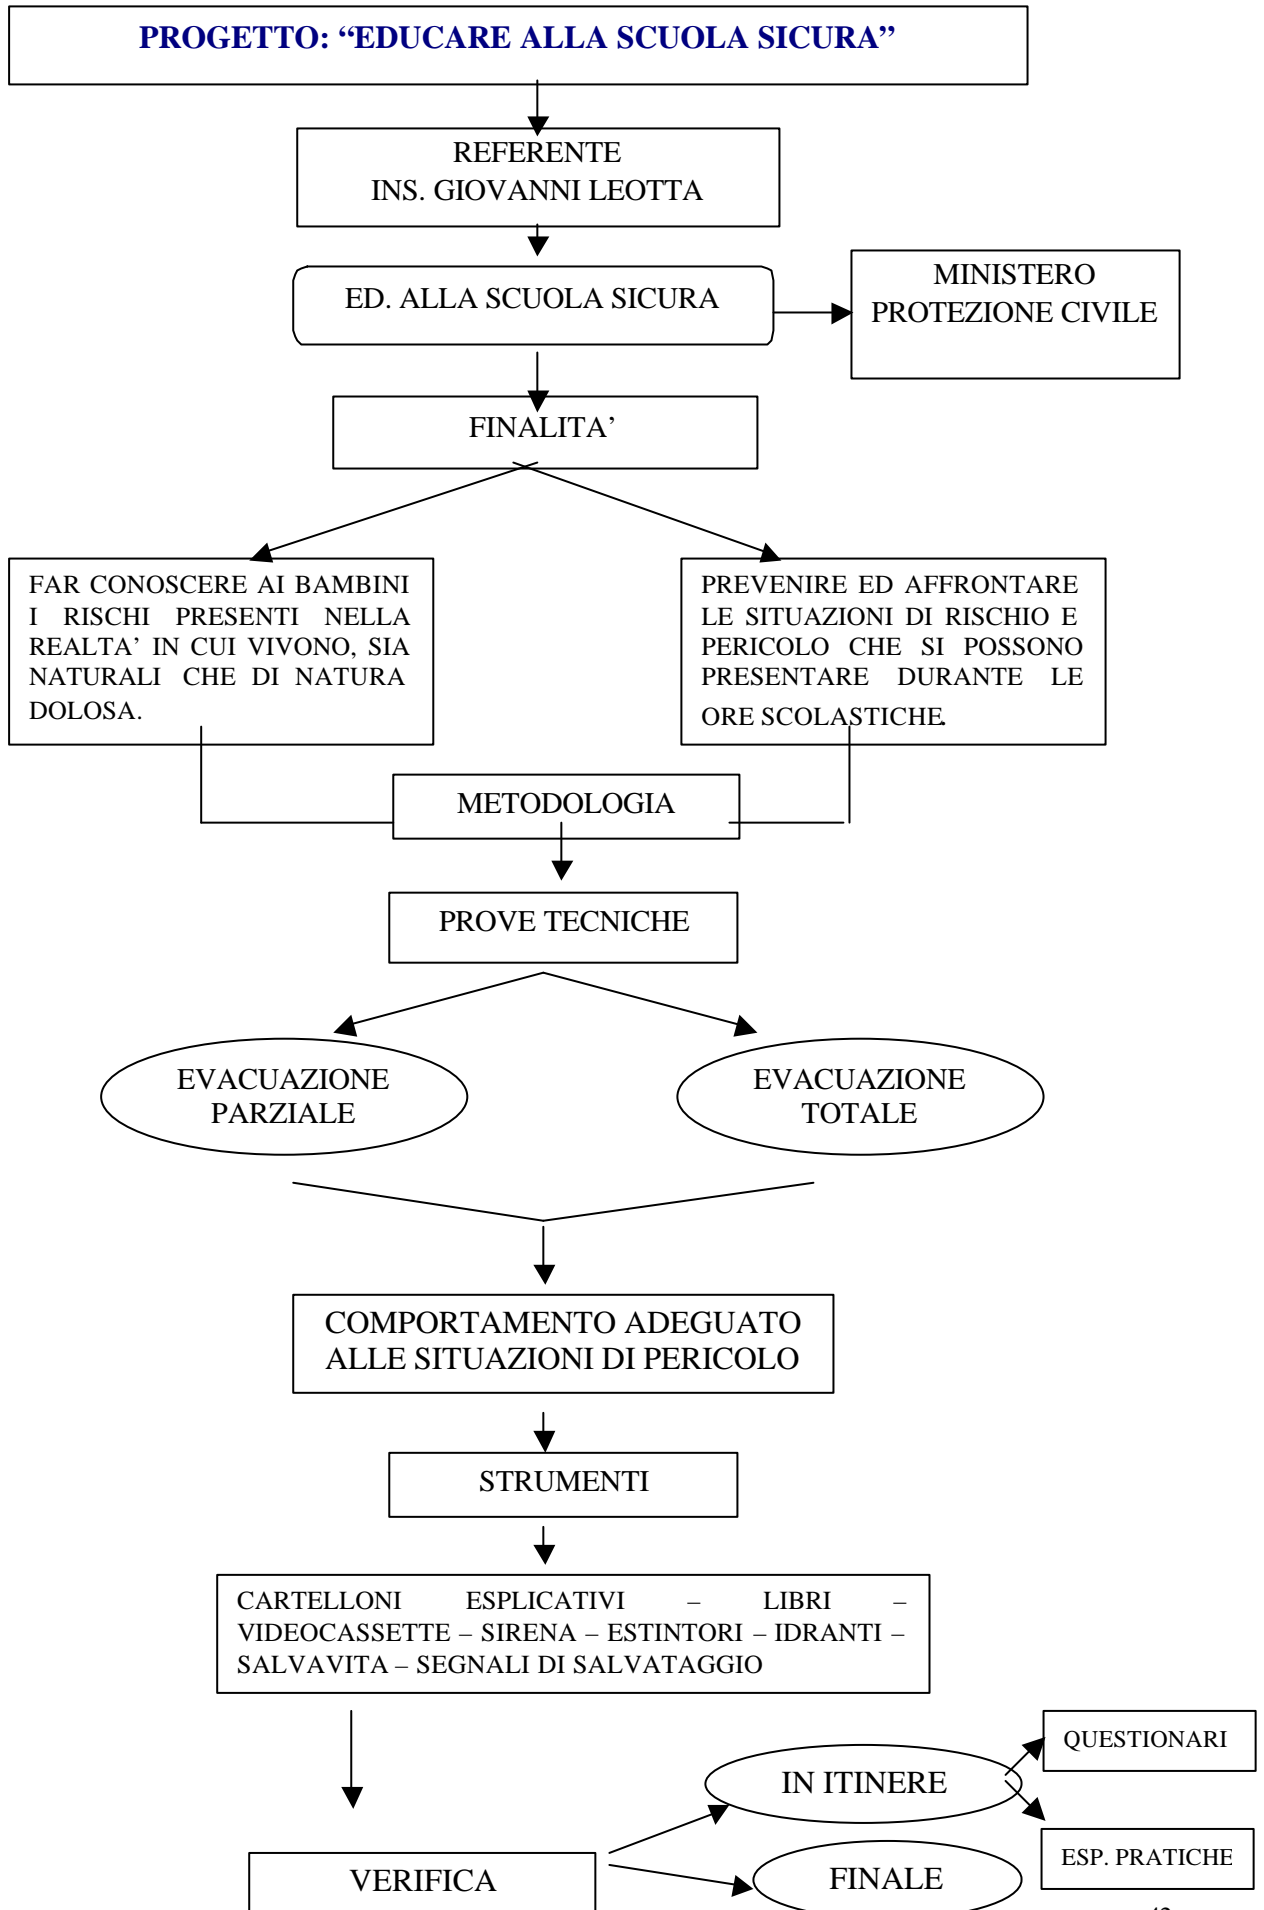 PROGETTO: “EDUCARE ALLA SCUOLA SICURA”
REFERENTE
INS. GIOVANNI LEOTTA
ED. ALLA SCUOLA SICURA
MINISTERO
PROTEZIONE CIVILE
FINALITA’
FAR CONOSCERE AI BAMBINI
I RISCHI PRESENTI NELLA
REALTA’ IN CUI VIVONO, SIA
NATURALI CHE DI NATURA
DOLOSA.
PREVENIRE ED AFFRONTARE
LE SITUAZIONI DI RISCHIO E
PERICOLO CHE SI POSSONO
PRESENTARE DURANTE LE
ORE SCOLASTICHE.
METODOLOGIA
PROVE TECNICHE
EVACUAZIONE
PARZIALE
EVACUAZIONE
TOTALE
COMPORTAMENTO ADEGUATO
ALLE SITUAZIONI DI PERICOLO
STRUMENTI
CARTELLONI ESPLICATIVI – LIBRI –
VIDEOCASSETTE – SIRENA – ESTINTORI – IDRANTI –
SALVAVITA – SEGNALI DI SALVATAGGIO
QUESTIONARI
IN ITINERE
ESP. PRATICHE
VERIFICA
FINALE